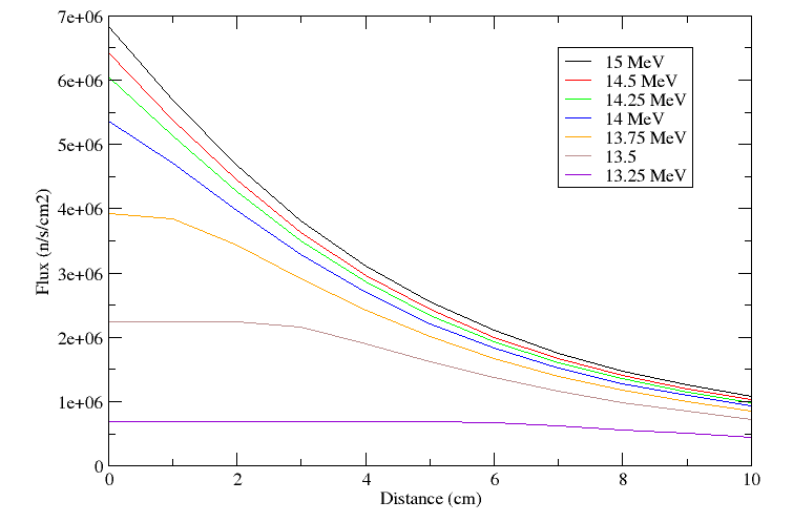 7e+06
6e+06
5e+06
4e+06
3e+06
2e+06
1e+06
0
Flux (n/s/cm2)
15 MeV
14.5 MeV
14.25 MeV
14 MeV
13.75 MeV
13.5
13.25 MeV
0 2 4 6 8 10
Distance (cm)